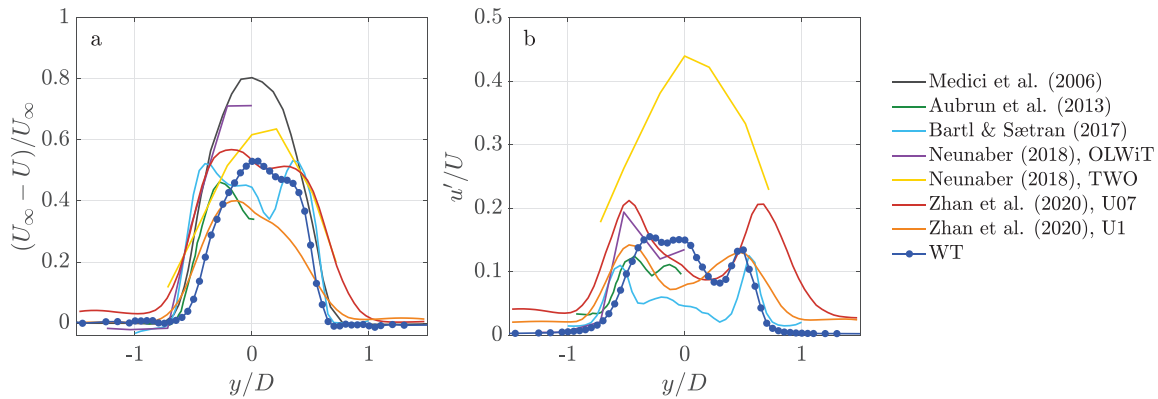 a
(U∞ − U)/U∞
1
0.8
0.6
0.4
0.2
0
-1
0
1
y/D
b
u′/U
0.5
0.4
0.3
0.2
0.1
0
-1
0
1
y/D
Medici et al. (2006)
Aubrun et al. (2013)
Bartl & Sætran (2017)
Neunaber (2018), OLWiT
Neunaber (2018), TWO
Zhan et al. (2020), U07
Zhan et al. (2020), U1
WT